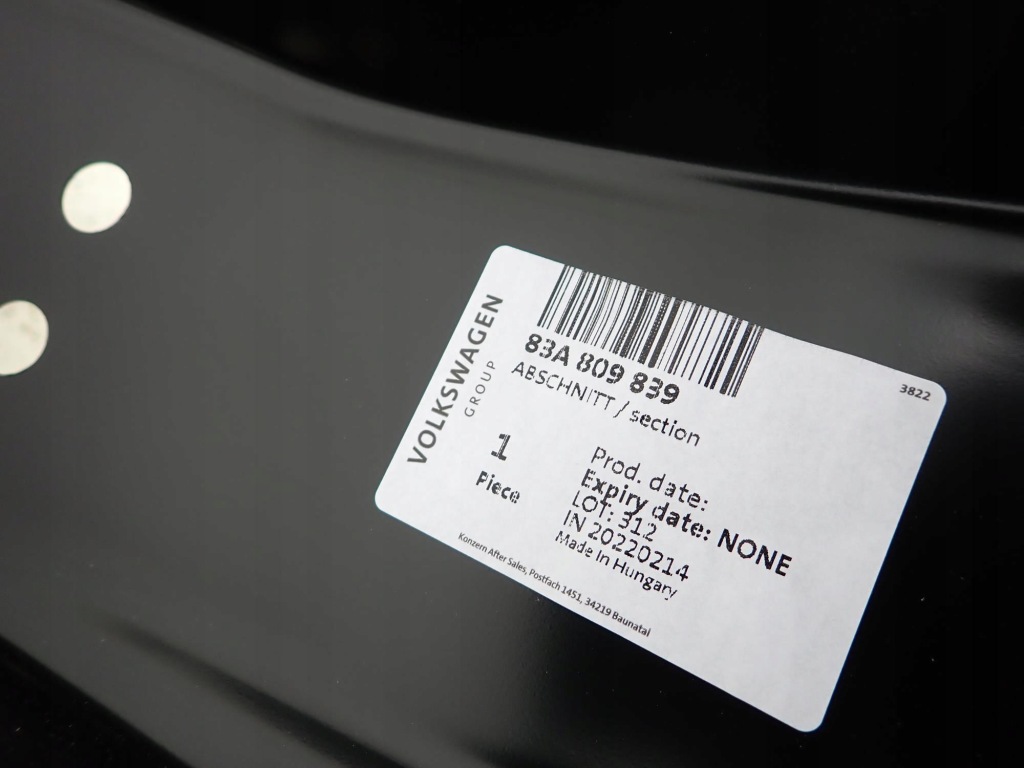 VOLKSWAGEN
GROUP
83A 809 839
ABSCHNITT / section
3822
1
Piece
Prod. date:
Expiry date: NONE
LOT: 312
IN 20220214
Made In Hungary
Konzern After Sales, Postfach 1451, 34219 Baunatal